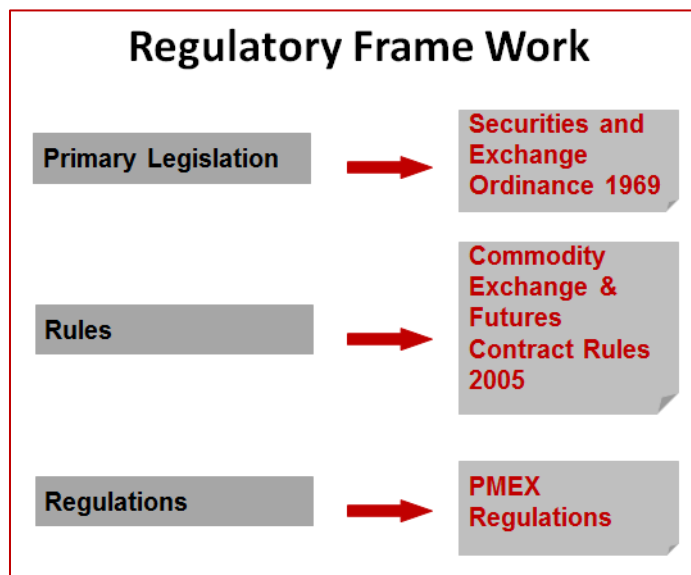 Regulatory Frame Work
Primary Legislation
Securities and
Exchange
Ordinance 1969
Rules
Commodity
Exchange &
Futures
Contract Rules
2005
Regulations
PMEX
Regulations